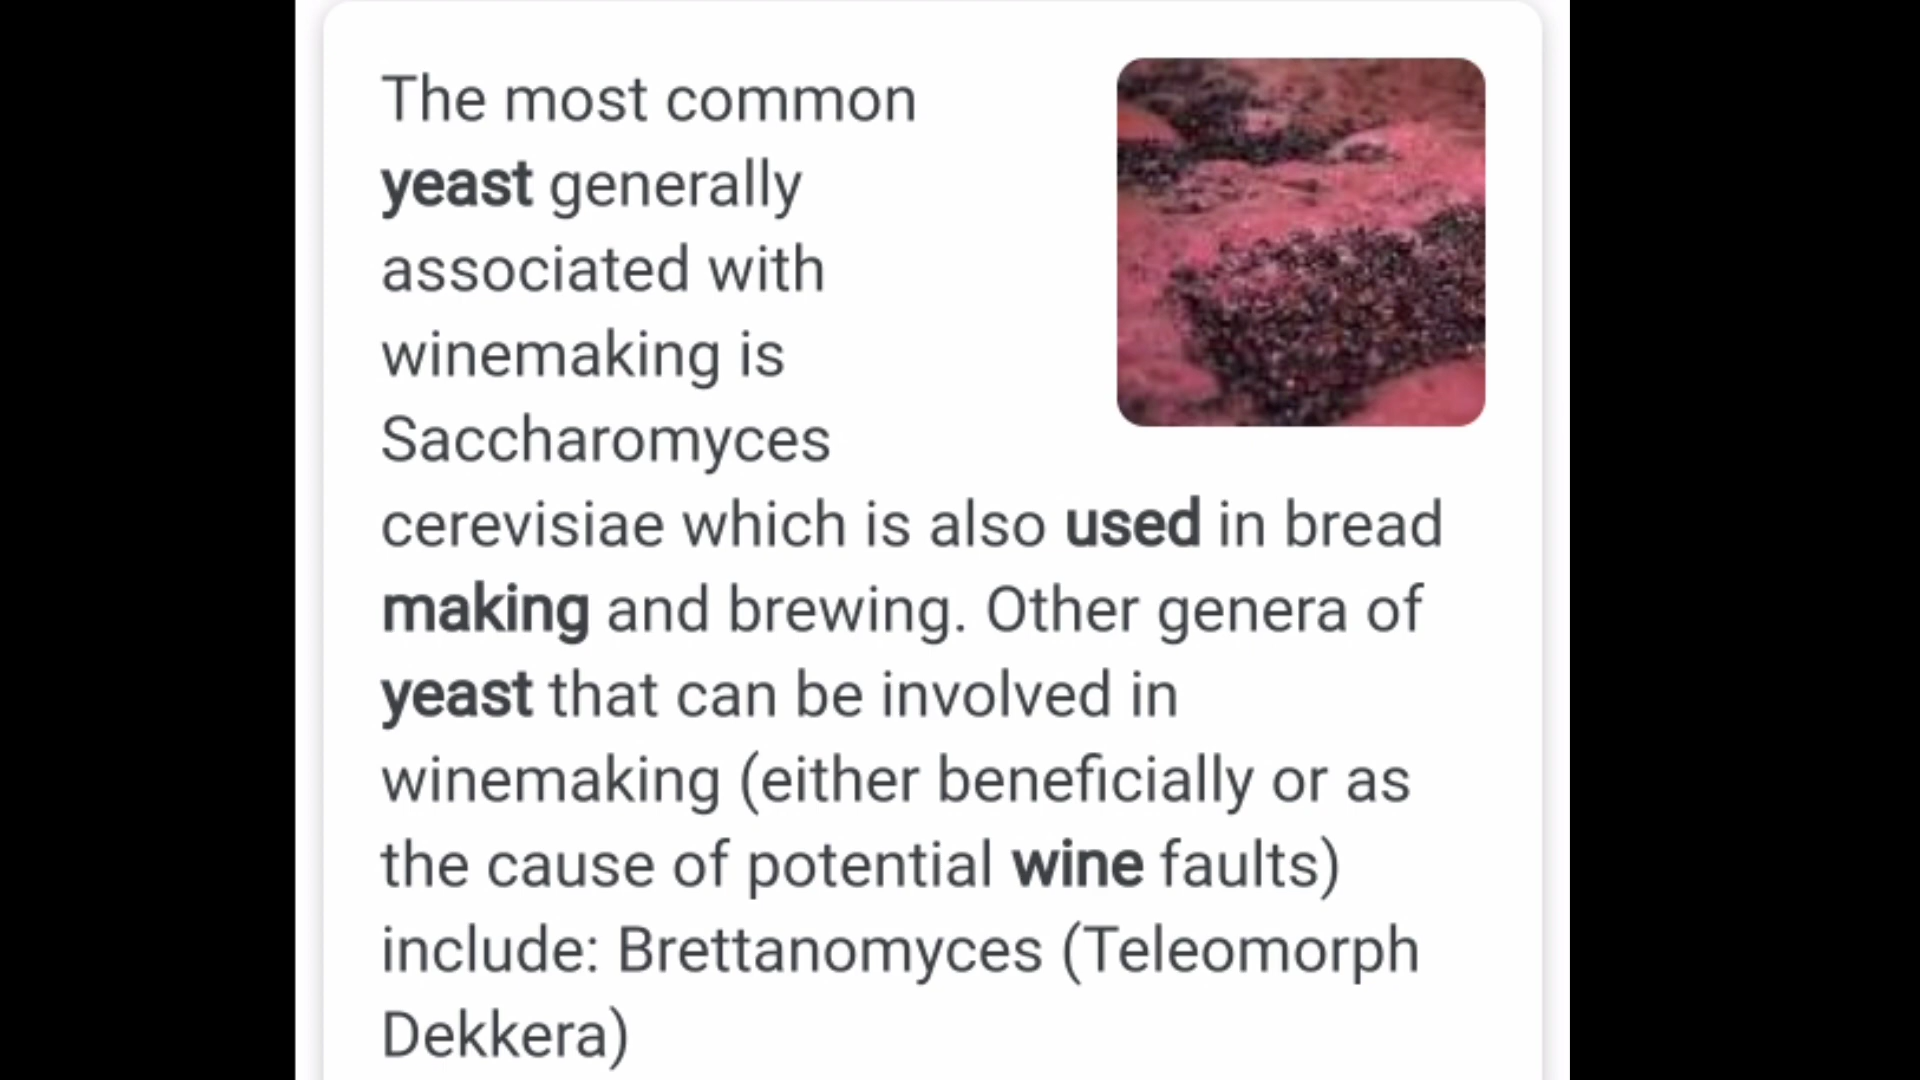 The most common
yeast generally
associated with
winemaking is
Saccharomyces
cerevisiae which is also used in bread
making and brewing. Other genera of
yeast that can be involved in
winemaking (either beneficially or as
the cause of potential wine faults)
include: Brettanomyces (Teleomorph
Dekkera)